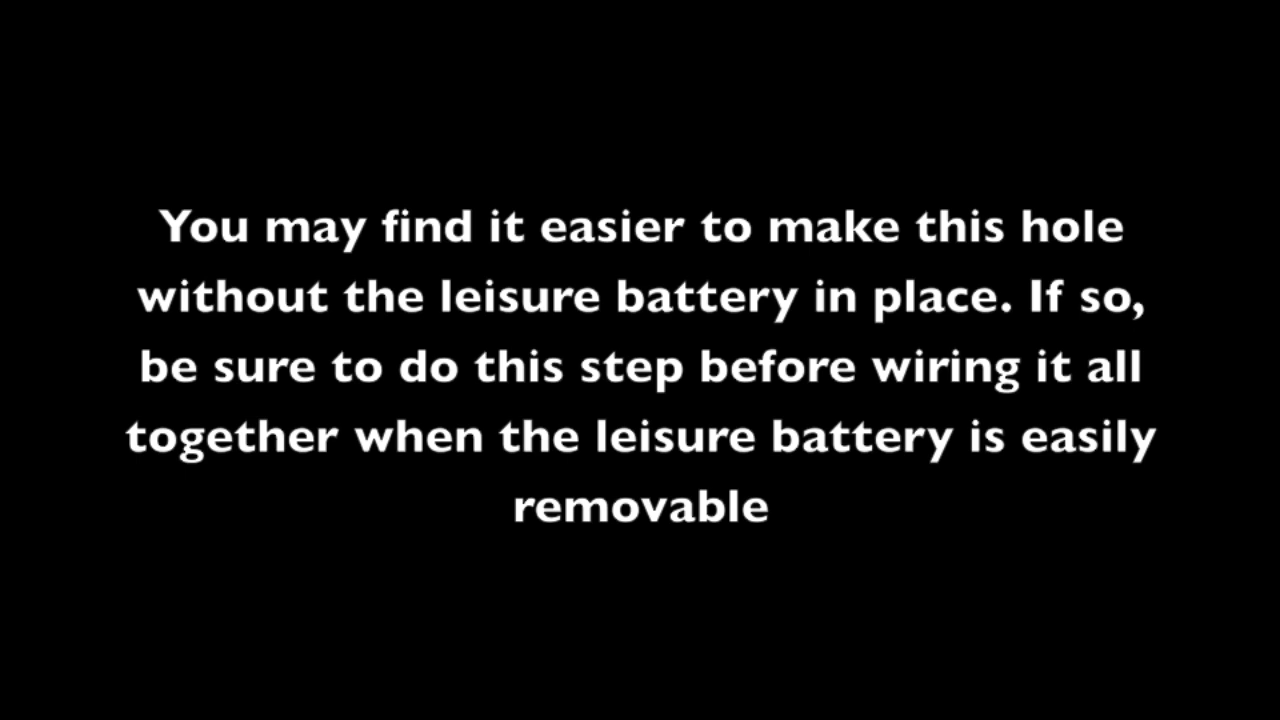 You may find it easier to make this hole
without the leisure battery in place. If so,
be sure to do this step before wiring it all
together when the leisure battery is easily
removable